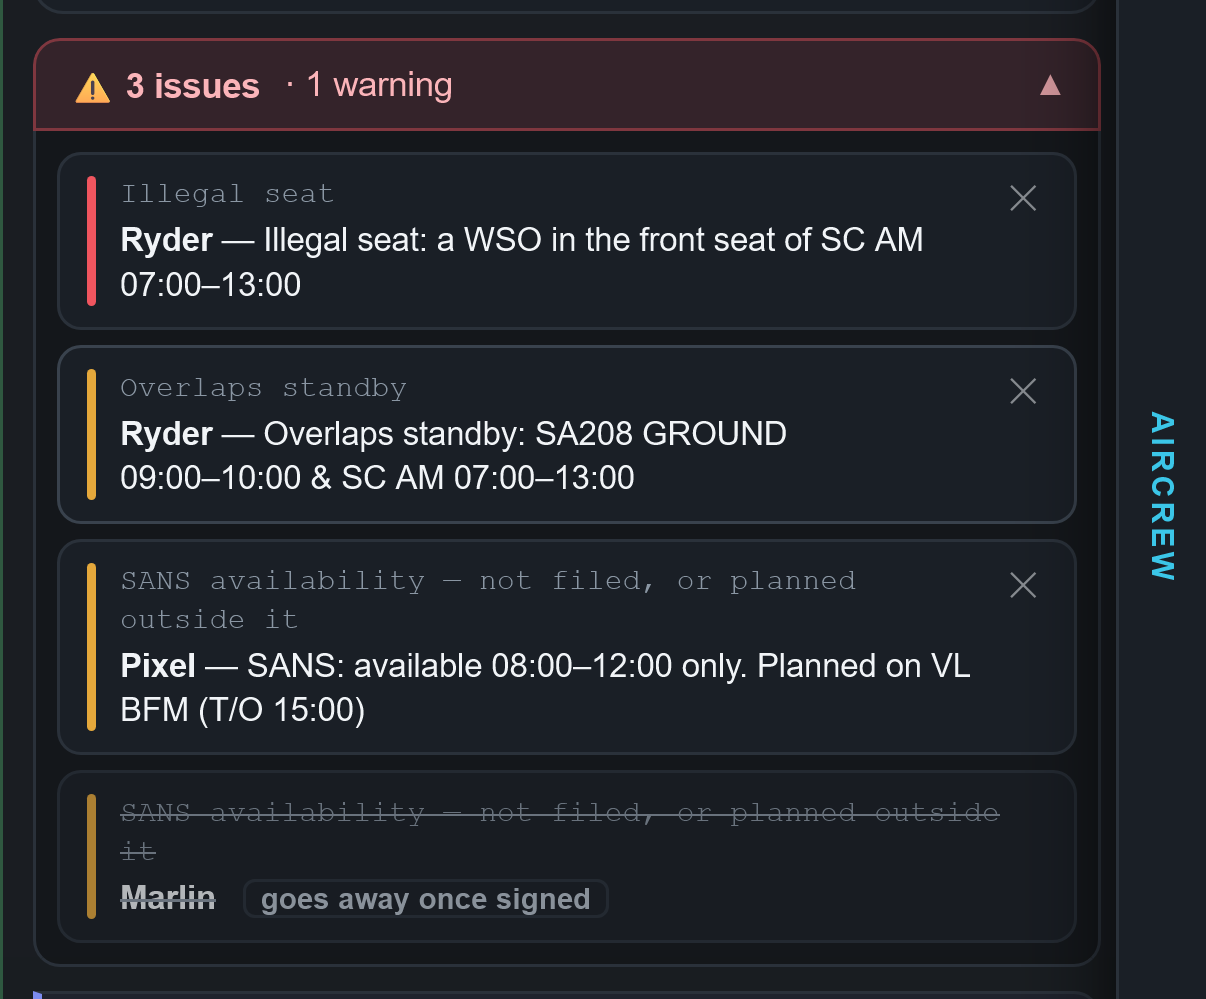 ⚠️ 3 issues · 1 warning ▲
Illegal seat
Ryder — Illegal seat: a WSO in the front seat of SC AM
07:00–13:00
Overlaps standby
Ryder — Overlaps standby: SA208 GROUND
09:00–10:00 & SC AM 07:00–13:00
SANS availability — not filed, or planned
outside it
Pixel — SANS: available 08:00–12:00 only. Planned on VL
BFM (T/O 15:00)
SANS availability — not filed, or planned outside
it
Marlin goes away once signed
AIRCREW